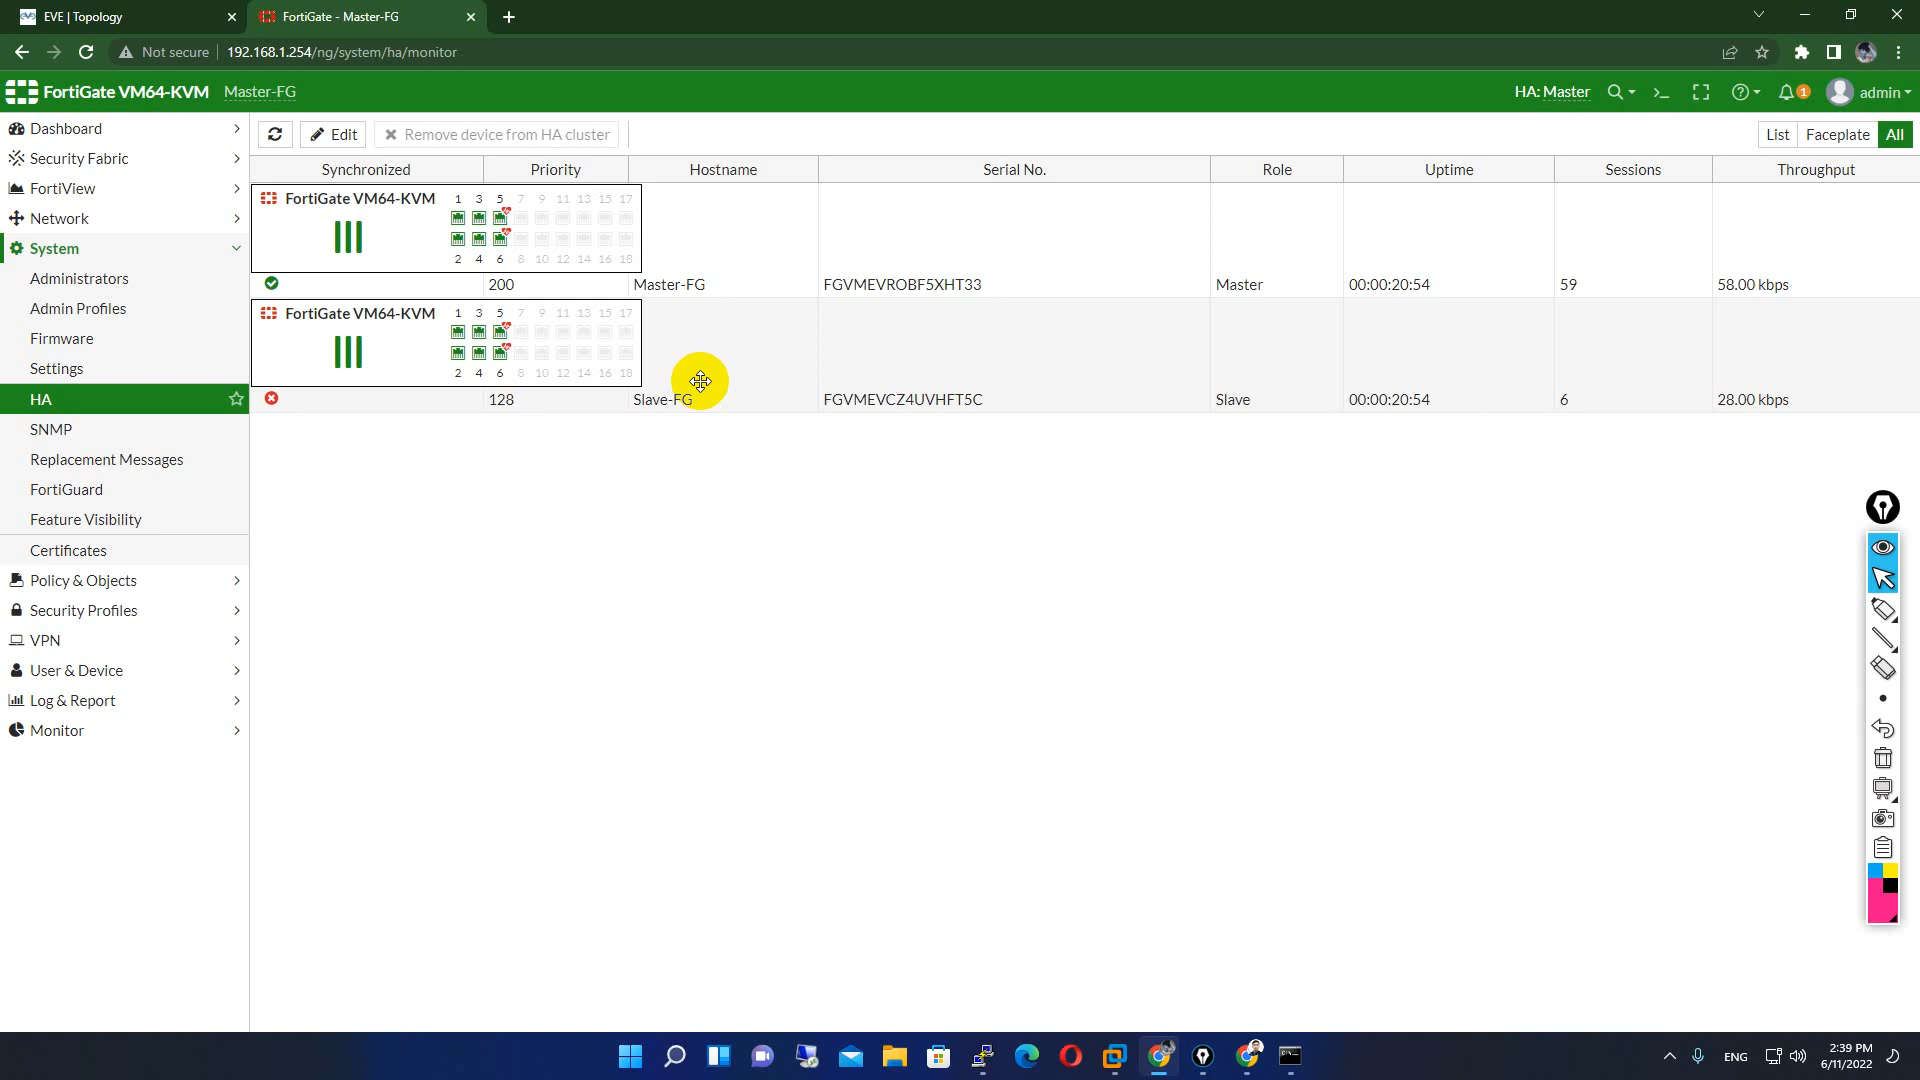 EVE | Topology
FortiGate - Master-FG
Not secure
192.168.1.254/ng/system/ha/monitor
FortiGate VM64-KVM
Master-FG
HA: Master
1
admin
Dashboard
Security Fabric
FortiView
Network
System
Administrators
Admin Profiles
Firmware
Settings
HA
SNMP
Replacement Messages
FortiGuard
Feature Visibility
Certificates
Policy & Objects
Security Profiles
VPN
User & Device
Log & Report
Monitor
Edit
Remove device from HA cluster
List Faceplate All
Synchronized Priority Hostname Serial No. Role Uptime Sessions Throughput
FortiGate VM64-KVM 1 3 5 7 9 11 13 15 17
2 4 6 8 10 12 14 16 18
200 Master-FG FGVMEVROBF5XHT33 Master 00:00:20:54 59 58.00 kbps
FortiGate VM64-KVM 1 3 5 7 9 11 13 15 17
2 4 6 8 10 12 14 16 18
128 Slave-FG FGVMEVCZ4UVHFT5C Slave 00:00:20:54 6 28.00 kbps
ENG
2:39 PM
6/11/2022